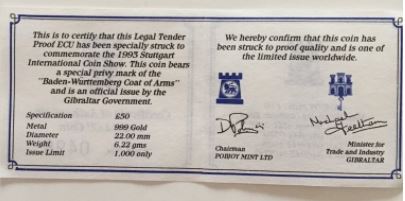 This is to certify that this Legal Tender
Proof ECU has been specially struck to
commemorate the 1993 Stuttgart
International Coin Show. This coin bears
a special privy mark of the
"Baden-Wurttemberg Coat of Arms"
and is an official issue by the
Gibraltar Government.
Specification £50
Metal 999 Gold
Diameter 22.00 mm
Weight 6.22 gms
Issue Limit 1.000 only
We hereby confirm that this coin has
been struck to proof quality and is one of
the limited issue worldwide.
Chairman
POBJOY MINT LTD
Minister for
Trade and Industry
GIBRALTAR